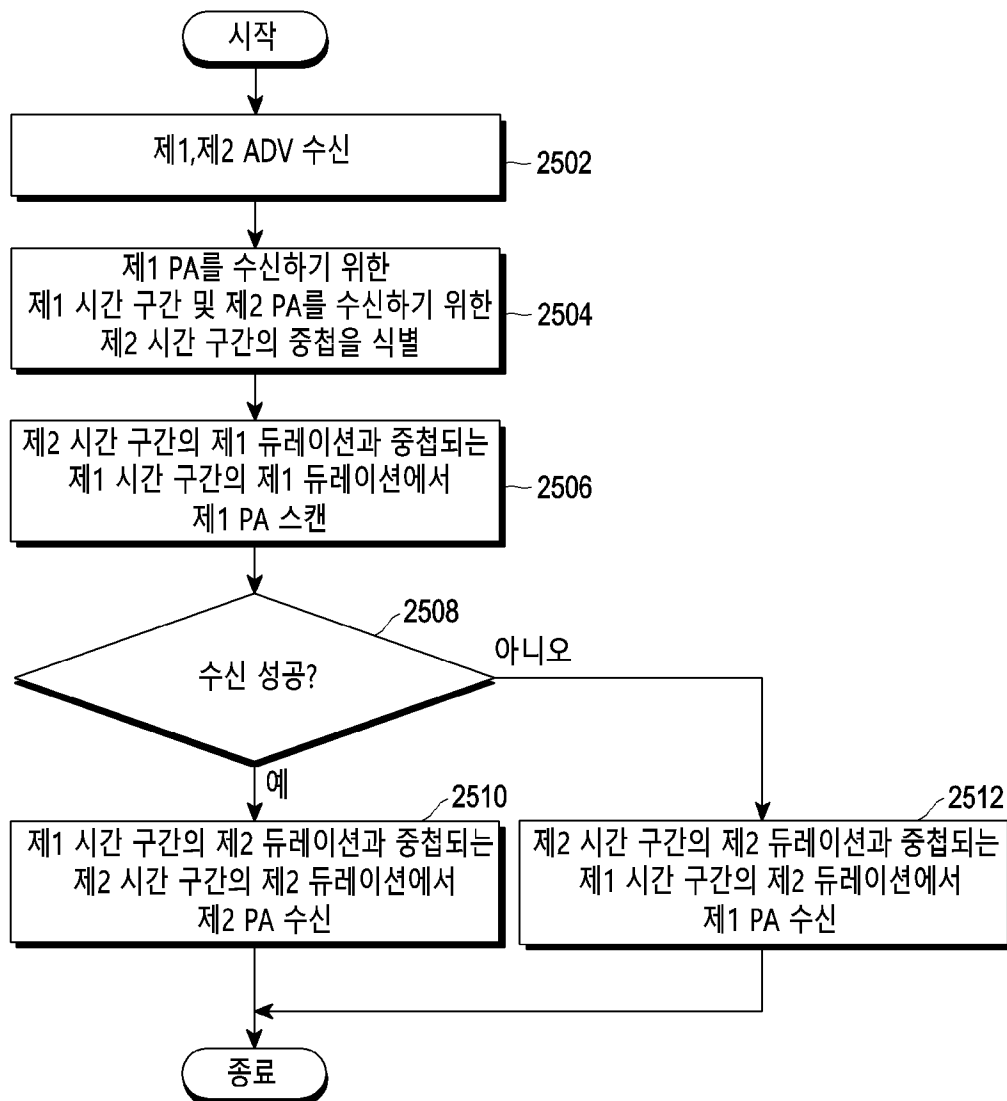 시작
제1,제2 ADV 수신
2502
제1 PA를 수신하기 위한
제1 시간 구간 및 제2 PA를 수신하기 위한
제2 시간 구간의 중첩을 식별
2504
제2 시간 구간의 제1 듀레이션과 중첩되는
제1 시간 구간의 제1 듀레이션에서
제1 PA 스캔
2506
2508
수신 성공?
아니오
예
2510
제1 시간 구간의 제2 듀레이션과 중첩되는
제2 시간 구간의 제2 듀레이션에서
제2 PA 수신
2512
제2 시간 구간의 제2 듀레이션과 중첩되는
제1 시간 구간의 제2 듀레이션에서
제1 PA 수신
종료